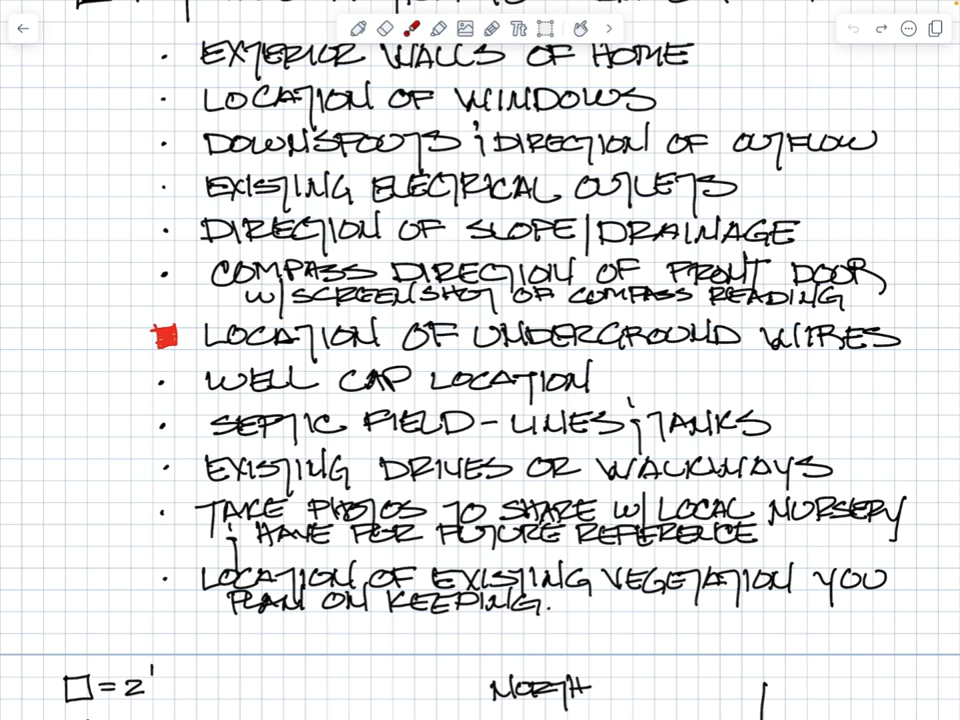 • EXTERIOR WALLS OF HOME
• LOCATION OF WINDOWS
• DOWNSPOUTS & DIRECTION OF OUTFLOW
• EXISTING ELECTRICAL OUTLETS
• DIRECTION OF SLOPE/DRAINAGE
• COMPASS DIRECTION OF FRONT DOOR
W/ SCREENSHOT OF COMPASS READING
LOCATION OF UNDERGROUND WIRES
• WELL CAP LOCATION
• SEPTIC FIELD - LINES & TANKS
• EXISTING DRIVES OR WALKWAYS
• TAKE PHOTOS TO SHARE W/ LOCAL NURSERY
& HAVE FOR FUTURE REFERENCE
• LOCATION OF EXISTING VEGETATION YOU
PLAN ON KEEPING.
□ = 2'
NORTH